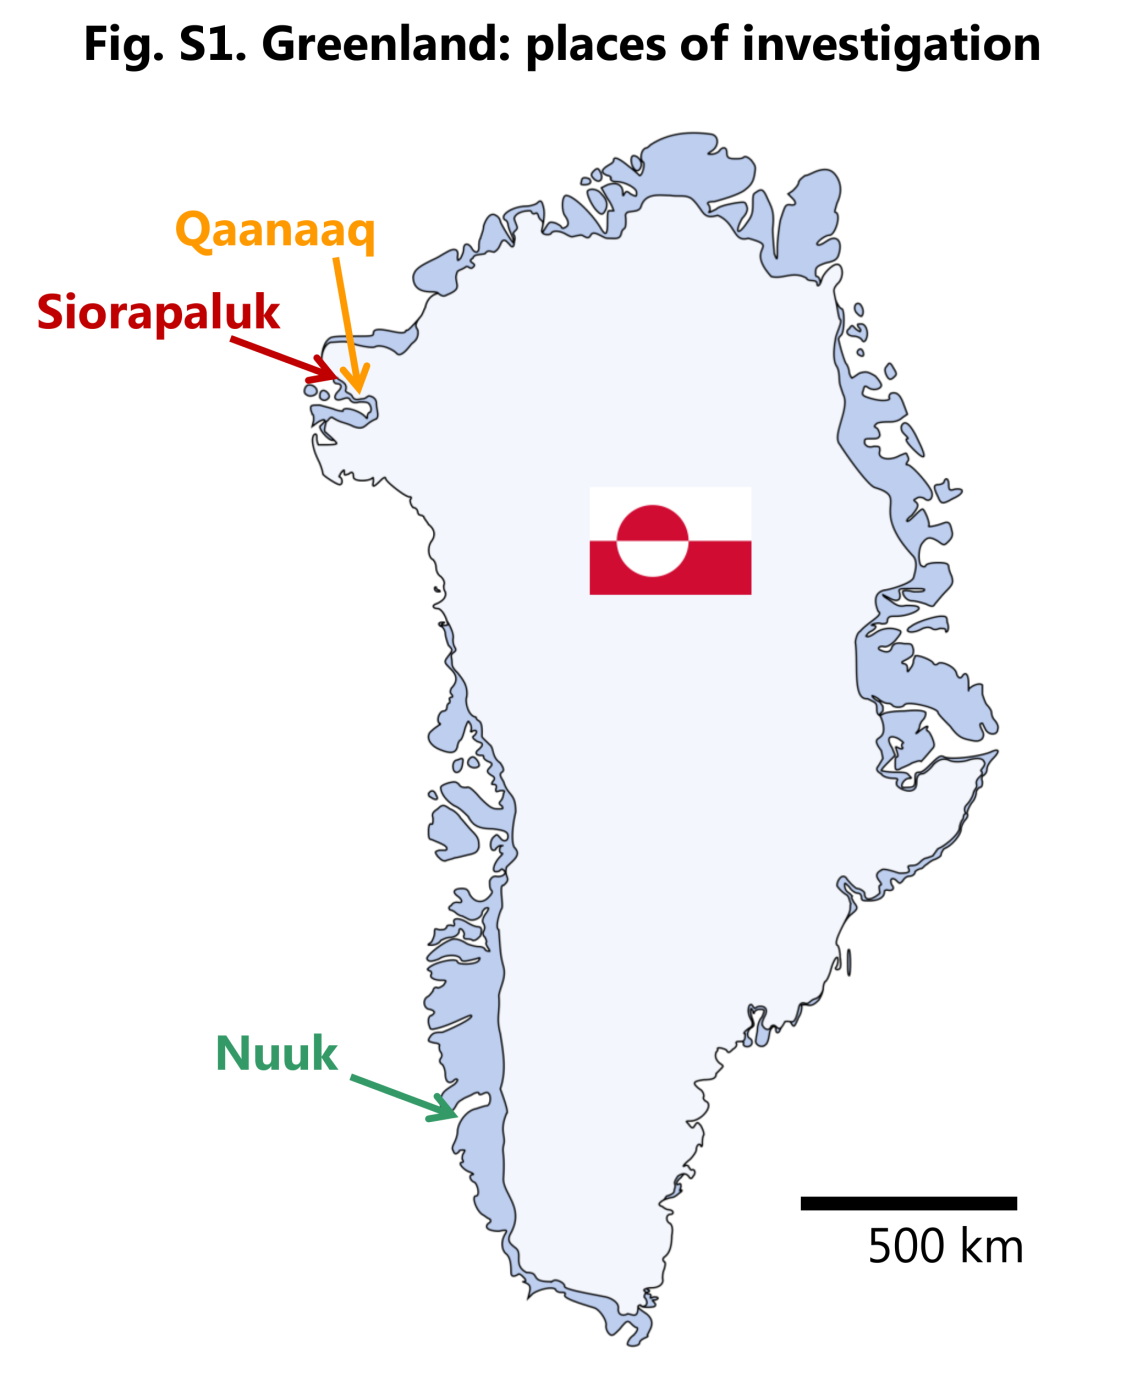 Fig. S1. Greenland: places of investigation
Qaanaaq
Siorapaluk
Nuuk
500 km